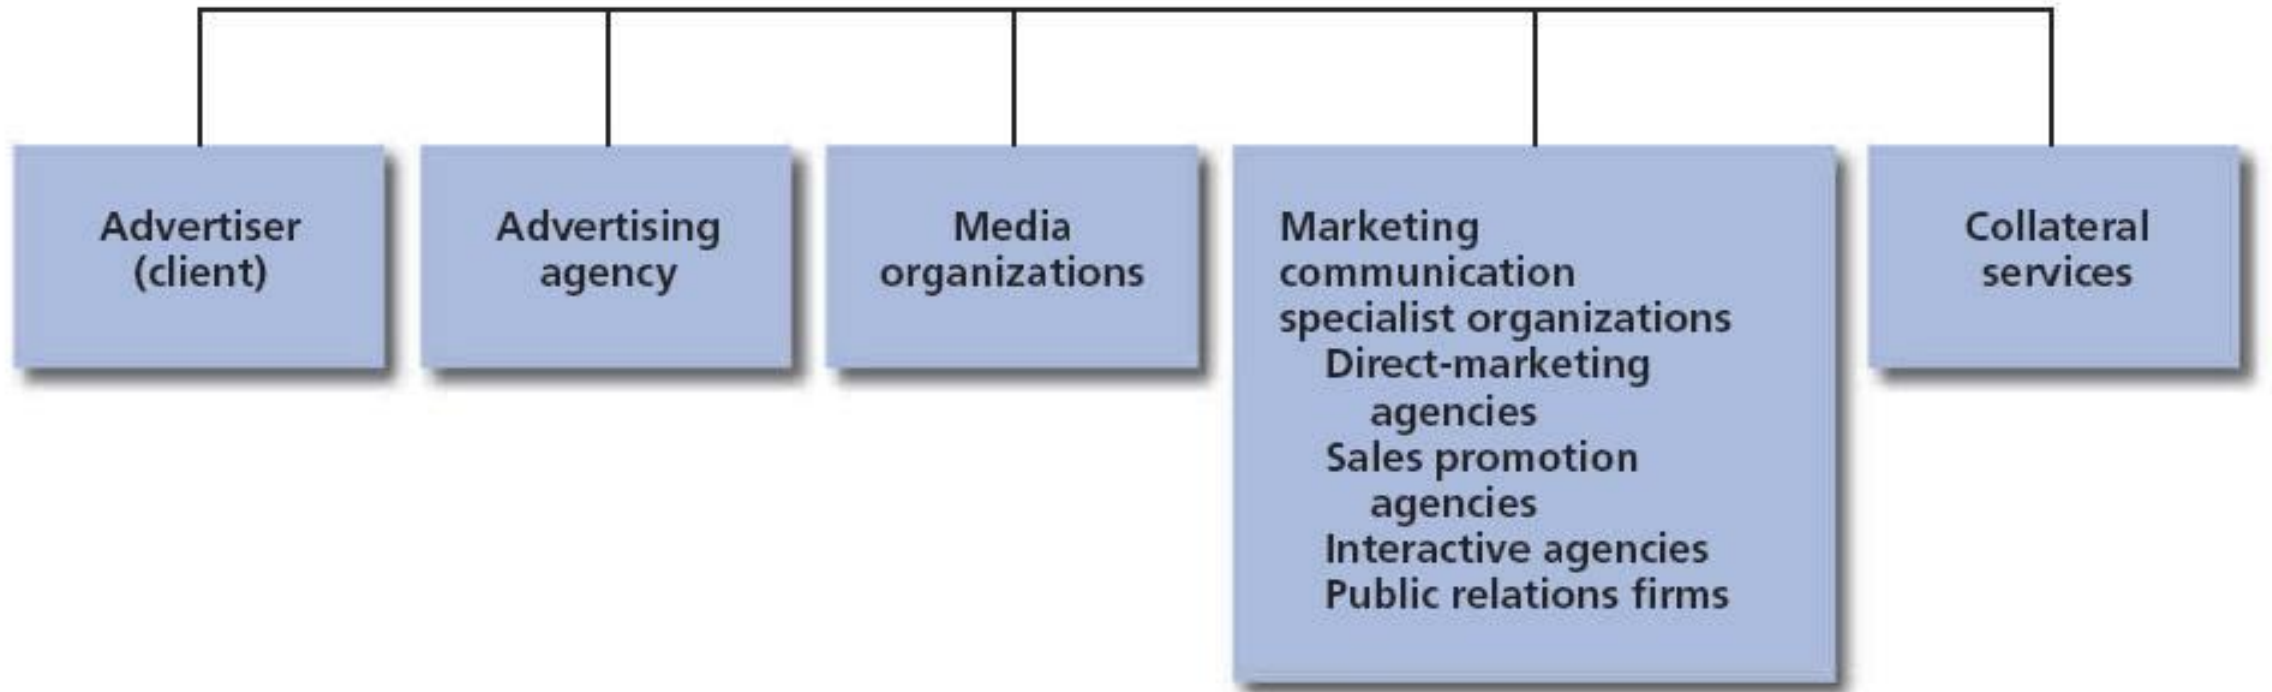 Advertiser
(client)
Advertising
agency
Media
organizations
Marketing
communication
specialist organizations
Direct-marketing
agencies
Sales promotion
agencies
Interactive agencies
Public relations firms
Collateral
services